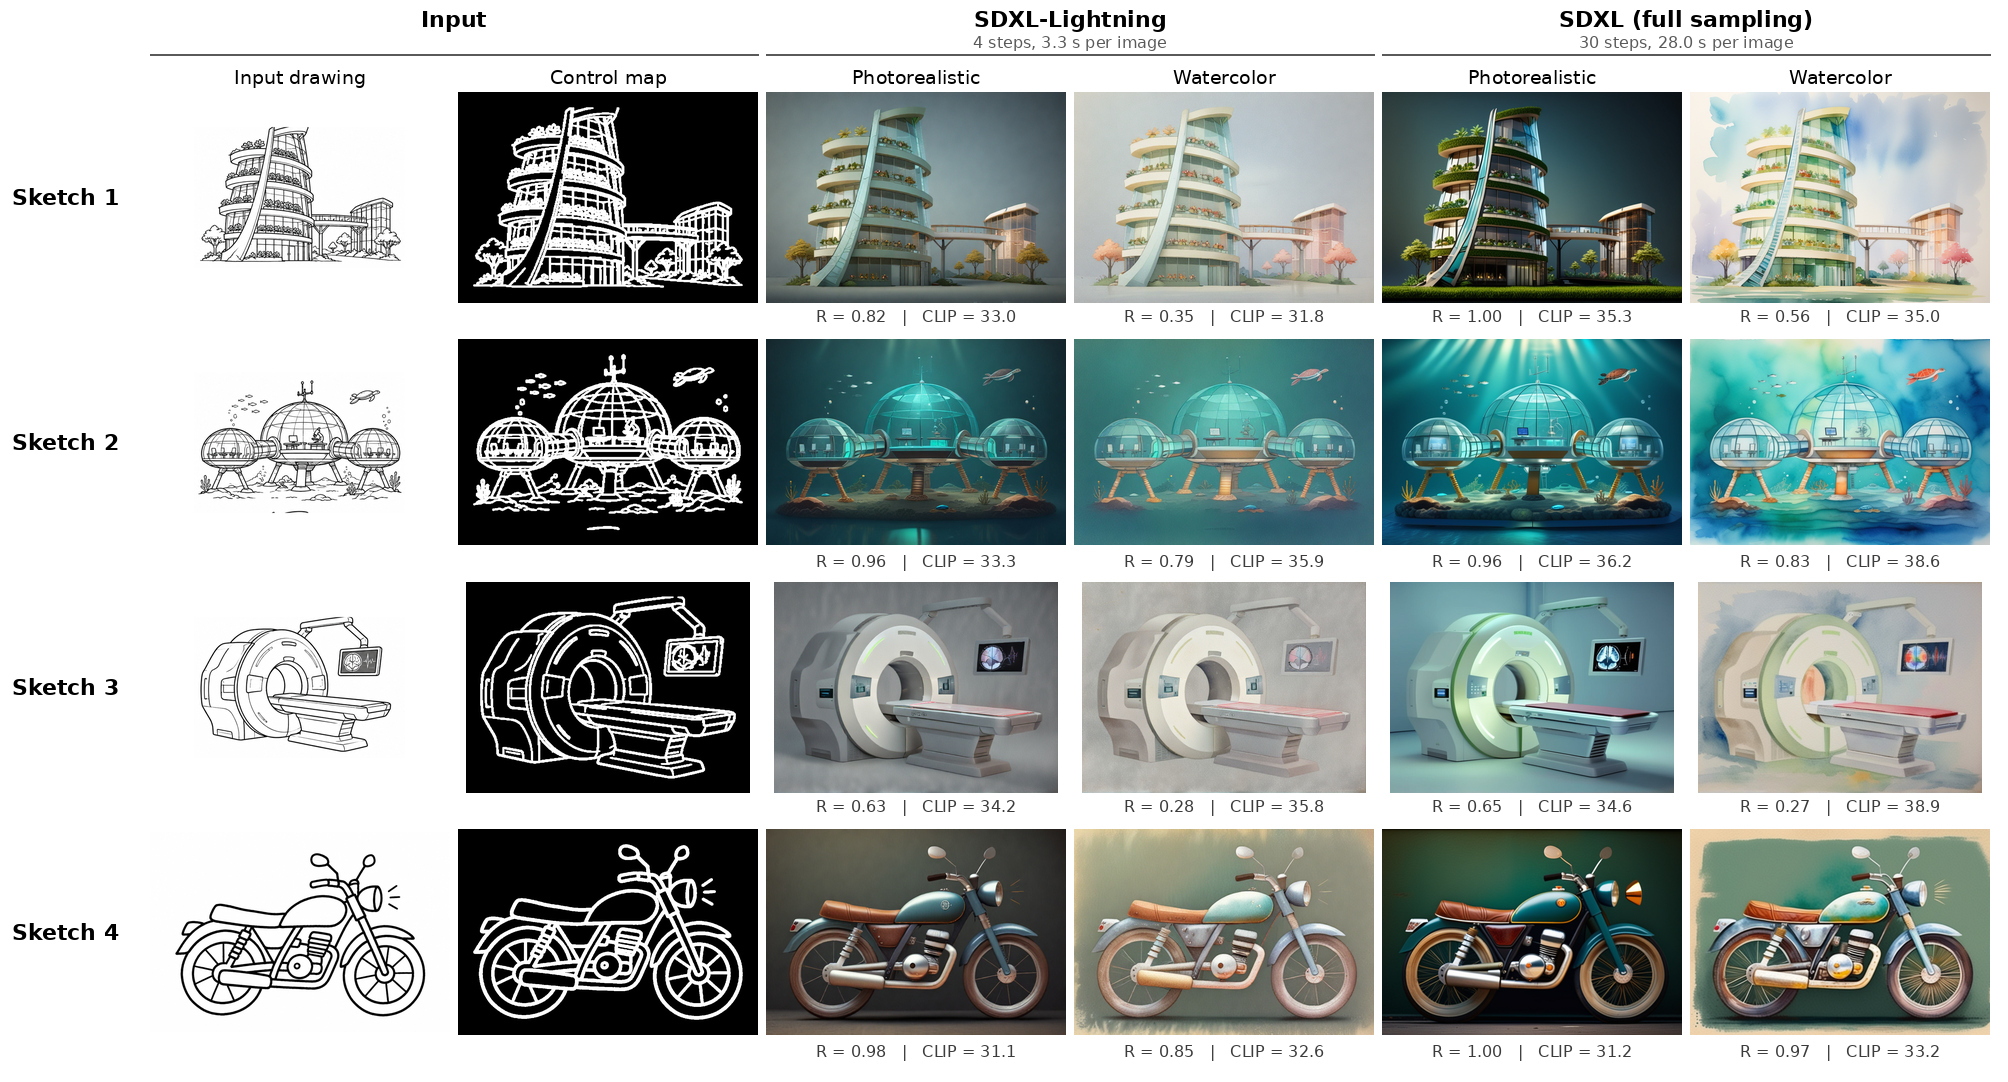 Input
SDXL-Lightning
SDXL (full sampling)
4 steps, 3.3 s per image
30 steps, 28.0 s per image
Input drawing
Control map
Photorealistic
Watercolor
Photorealistic
Watercolor
Sketch 1
R = 0.82 | CLIP = 33.0
R = 0.35 | CLIP = 31.8
R = 1.00 | CLIP = 35.3
R = 0.56 | CLIP = 35.0
Sketch 2
R = 0.96 | CLIP = 33.3
R = 0.79 | CLIP = 35.9
R = 0.96 | CLIP = 36.2
R = 0.83 | CLIP = 38.6
Sketch 3
R = 0.63 | CLIP = 34.2
R = 0.28 | CLIP = 35.8
R = 0.65 | CLIP = 34.6
R = 0.27 | CLIP = 38.9
Sketch 4
R = 0.98 | CLIP = 31.1
R = 0.85 | CLIP = 32.6
R = 1.00 | CLIP = 31.2
R = 0.97 | CLIP = 33.2